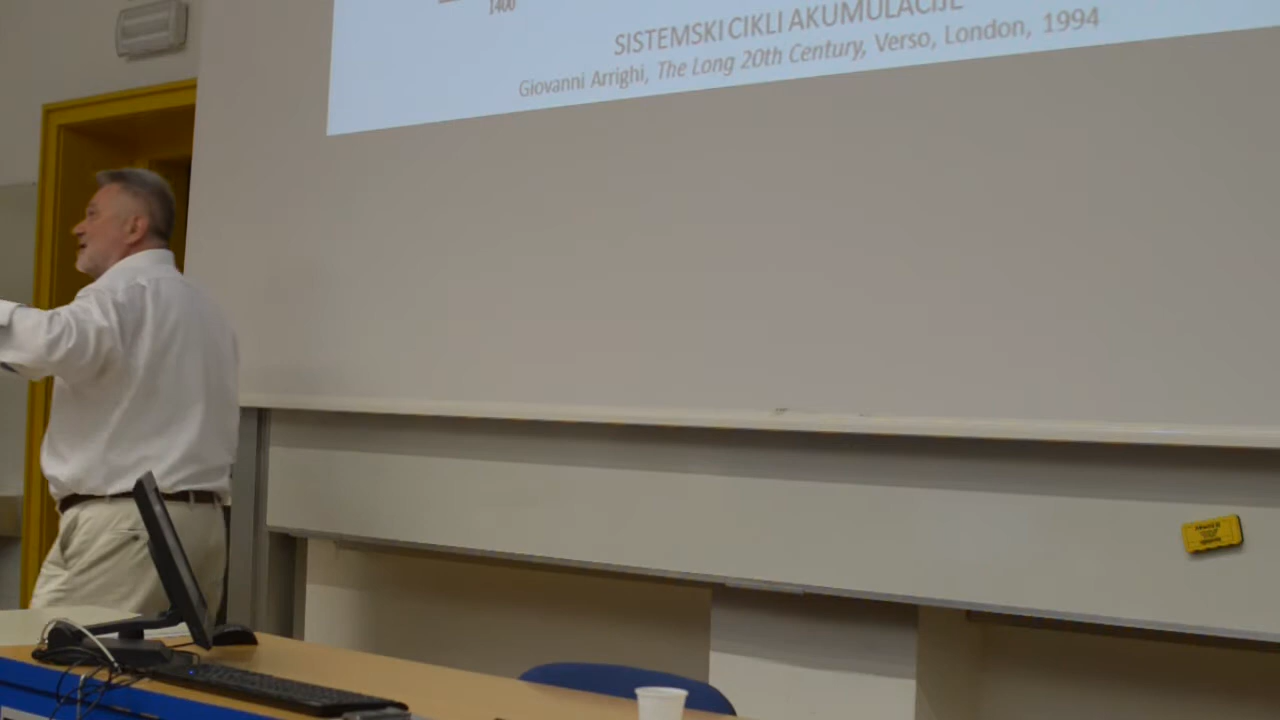 1400
SISTEMSKI CIKLI AKUMULACIJE
Giovanni Arrighi, The Long 20th Century, Verso, London, 1994